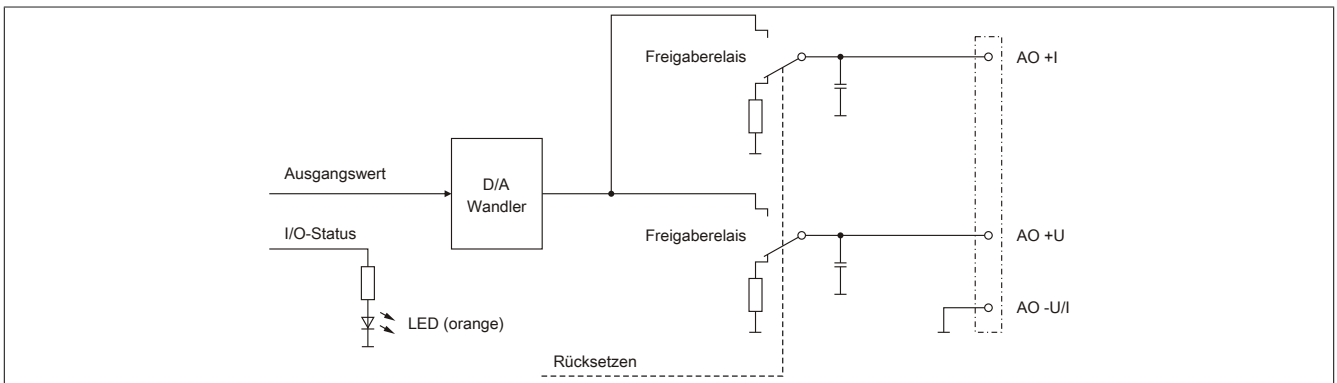 Freigaberelais
AO +I
Ausgangswert
D/A
Wandler
I/O-Status
Freigaberelais
AO +U
AO -U/I
LED (orange)
Rücksetzen